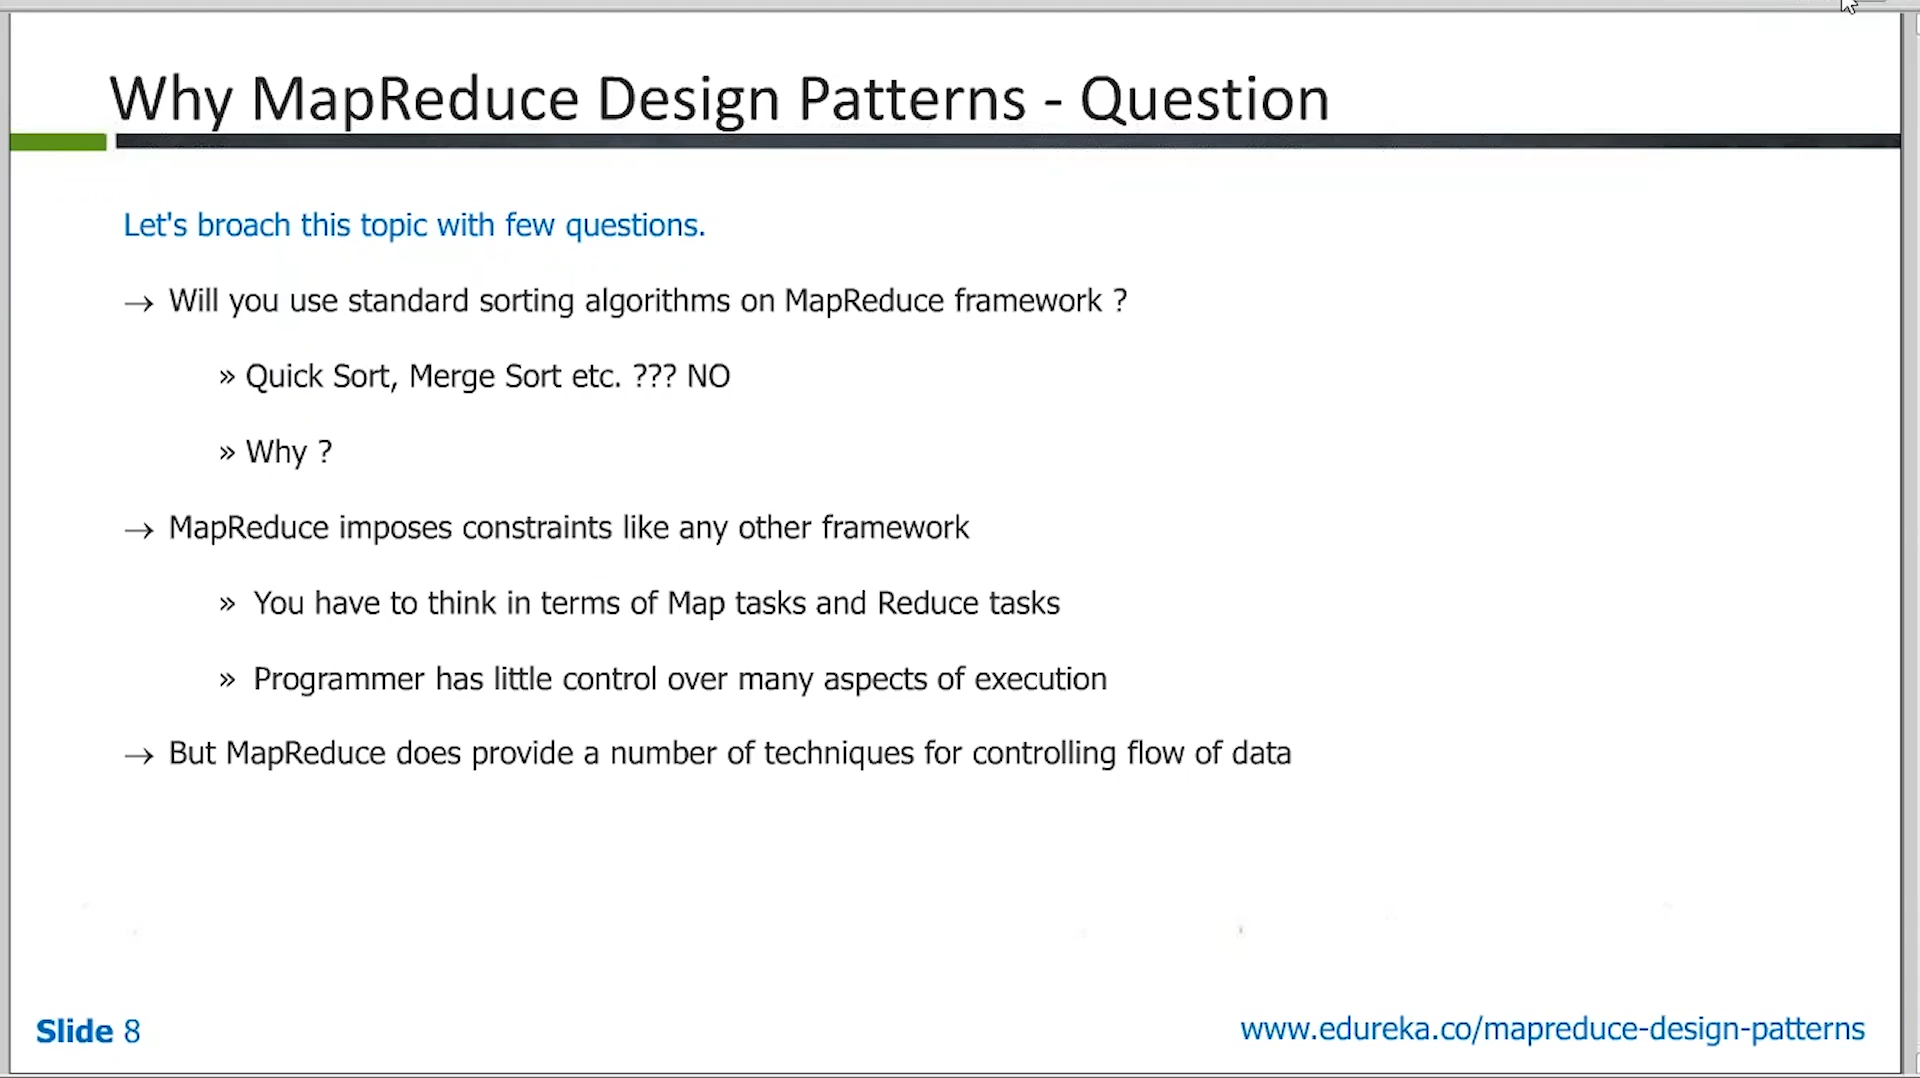 Why MapReduce Design Patterns - Question
Let's broach this topic with few questions.
→ Will you use standard sorting algorithms on MapReduce framework ?
» Quick Sort, Merge Sort etc. ??? NO
» Why ?
→ MapReduce imposes constraints like any other framework
» You have to think in terms of Map tasks and Reduce tasks
» Programmer has little control over many aspects of execution
→ But MapReduce does provide a number of techniques for controlling flow of data
Slide 8
www.edureka.co/mapreduce-design-patterns